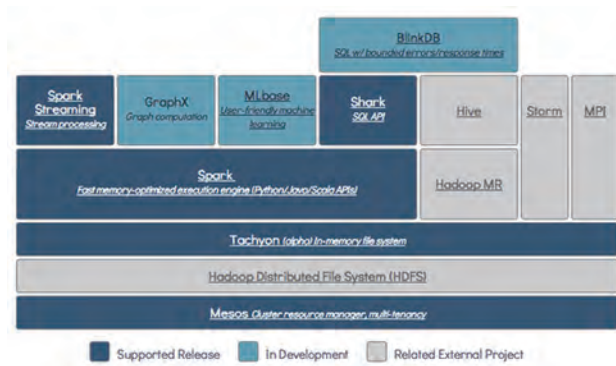 BlinkDB
SQL w/ bounded errors/response times
Spark
Streaming
Stream processing
GraphX
Graph computation
MLbase
User-friendly machine
learning
Shark
SQL API
Hive
Storm
MPI
Spark
Fast memory-optimized execution engine (Python/Java/Scala APIs)
Hadoop MR
Tachyon (alpha) In-memory file system
Hadoop Distributed File System (HDFS)
Mesos Cluster resource manager, multi-tenancy
Supported Release
In Development
Related External Project